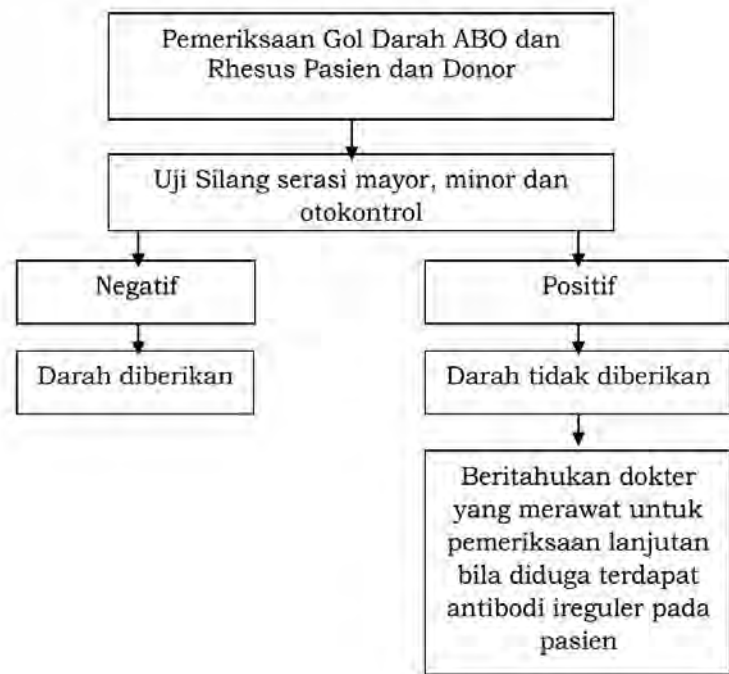 Pemeriksaan Gol Darah ABO dan
Rhesus Pasien dan Donor
Uji Silang serasi mayor, minor dan
otokontrol
Negatif
Positif
Darah diberikan
Darah tidak diberikan
Beritahukan dokter
yang merawat untuk
pemeriksaan lanjutan
bila diduga terdapat
antibodi ireguler pada
pasien